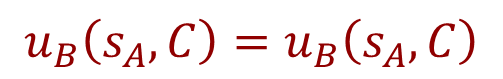 u_B(s_A, C) = u_B(s_A, C)